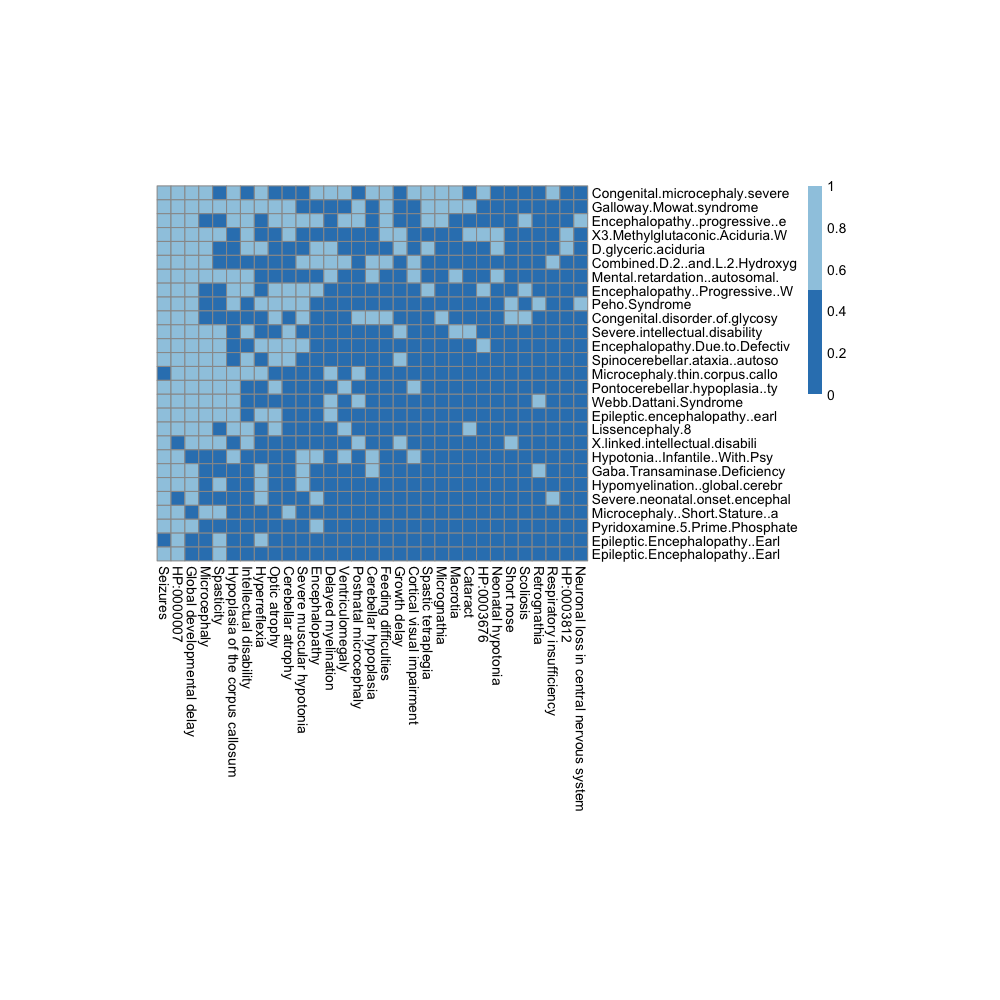 Congenital.microcephaly.severe
Galloway.Mowat.syndrome
Encephalopathy..progressive..e
X3.Methylglutaconic.Aciduria.W
D.glyceric.aciduria
Combined.D.2..and.L.2.Hydroxyg
Mental.retardation..autosomal.
Encephalopathy..Progressive..W
Peho.Syndrome
Congenital.disorder.of.glycosy
Severe.intellectual.disability
Encephalopathy.Due.to.Defectiv
Spinocerebellar.ataxia..autoso
Microcephaly.thin.corpus.callo
Pontocerebellar.hypoplasia..ty
Webb.Dattani.Syndrome
Epileptic.encephalopathy..earl
Lissencephaly.8
X.linked.intellectual.disabili
Hypotonia..Infantile..With.Psy
Gaba.Transaminase.Deficiency
Hypomyelination..global.cerebr
Severe.neonatal.onset.encephal
Microcephaly..Short.Stature..a
Pyridoxamine.5.Prime.Phosphate
Epileptic.Encephalopathy..Earl
Epileptic.Encephalopathy..Earl
1
0.8
0.6
0.4
0.2
0
Seizures
HP:0000007
Global developmental delay
Microcephaly
Spasticity
Hypoplasia of the corpus callosum
Intellectual disability
Hyperreflexia
Optic atrophy
Cerebellar atrophy
Severe muscular hypotonia
Encephalopathy
Delayed myelination
Ventriculomegaly
Postnatal microcephaly
Cerebellar hypoplasia
Feeding difficulties
Growth delay
Cortical visual impairment
Spastic tetraplegia
Micrognathia
Macrotia
Cataract
HP:0003676
Neonatal hypotonia
Short nose
Scoliosis
Retrognathia
Respiratory insufficiency
HP:0003812
Neuronal loss in central nervous system